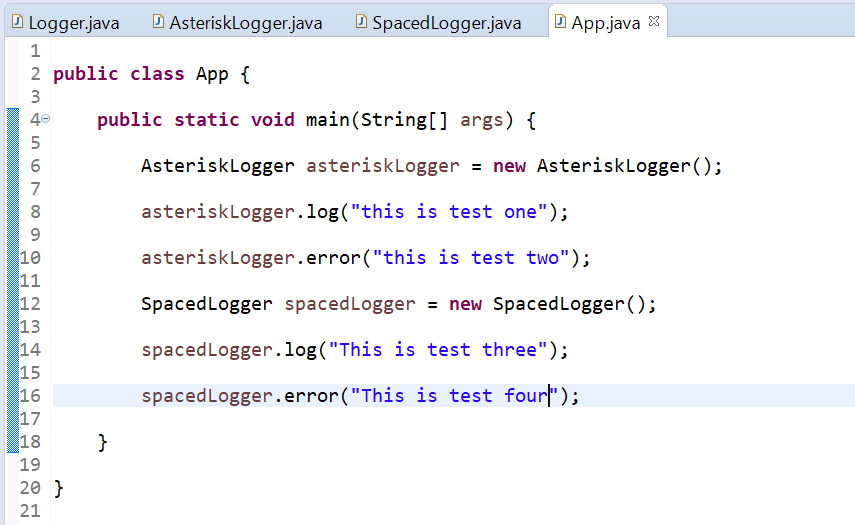 Logger.java AsteriskLogger.java SpacedLogger.java App.java
1
2 public class App {
3
4 public static void main(String[] args) {
5
6 AsteriskLogger asteriskLogger = new AsteriskLogger();
7
8 asteriskLogger.log("this is test one");
9
10 asteriskLogger.error("this is test two");
11
12 SpacedLogger spacedLogger = new SpacedLogger();
13
14 spacedLogger.log("This is test three");
15
16 spacedLogger.error("This is test four");
17
18 }
19
20 }
21